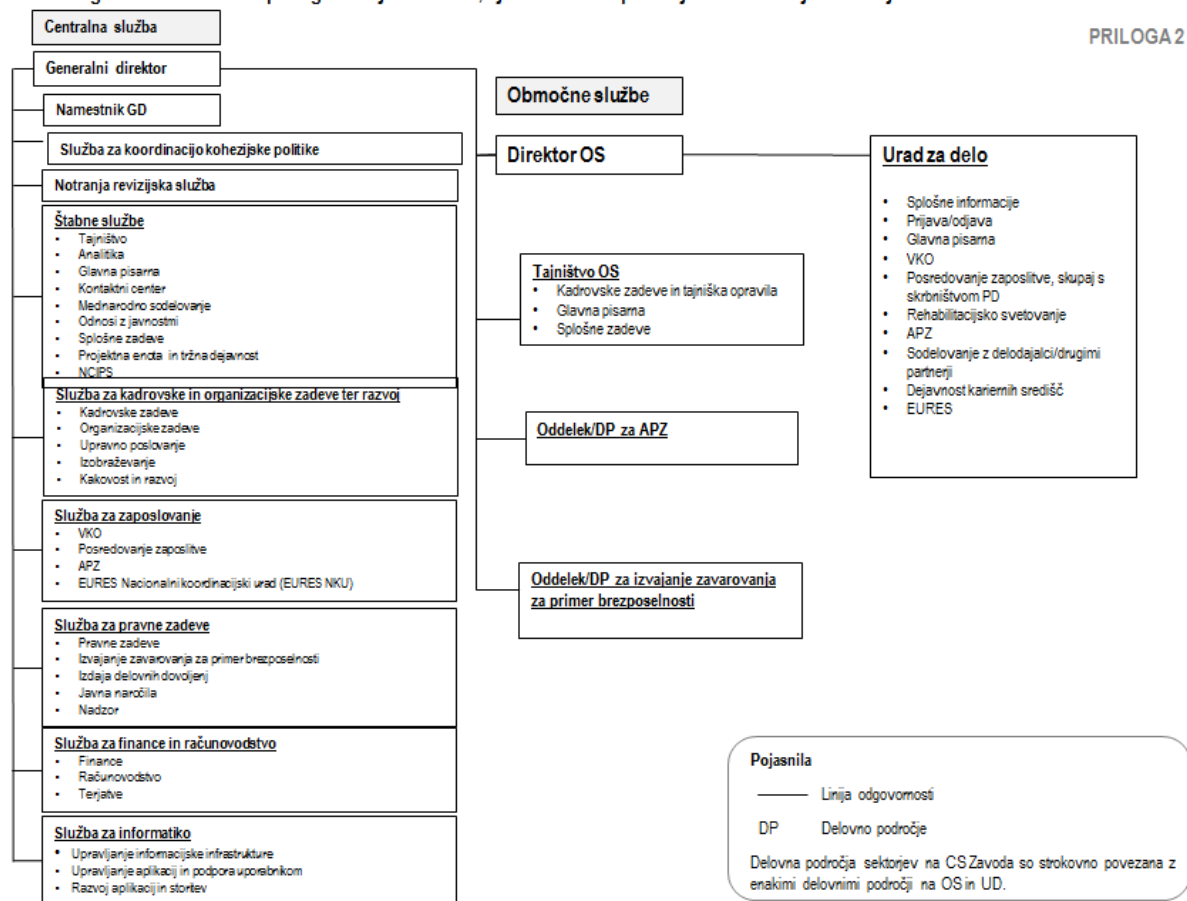 Centralna služba
PRILOGA 2
Generalni direktor
Namestnik GD
Služba za koordinacijo kohezijske politike
Notranja revizijska služba
Štabne službe
• Tajništvo
• Analitika
• Glavna pisarna
• Kontaktni center
• Mednarodno sodelovanje
• Odnosi z javnostmi
• Splošne zadeve
• Projektna enota in tržna dejavnost
• NCIPS
Služba za kadrovske in organizacijske zadeve ter razvoj
• Kadrovske zadeve
• Organizacijske zadeve
• Upravno poslovanje
• Izobraževanje
• Kakovost in razvoj
Služba za zaposlovanje
• VKO
• Posredovanje zaposlitve
• APZ
• EURES Nacionalni koordinacijski urad (EURES NKU)
Služba za pravne zadeve
• Pravne zadeve
• Izvajanje zavarovanja za primer brezposelnosti
• Izdaja delovnih dovoljenj
• Javna naročila
• Nadzor
Služba za finance in računovodstvo
• Finance
• Računovodstvo
• Terjatve
Služba za informatiko
• Upravljanje informacijske infrastrukture
• Upravljanje aplikacij in podpora uporabnikom
• Razvoj aplikacij in storitev
Območne službe
Direktor OS
Tajništvo OS
• Kadrovske zadeve in tajniška opravila
• Glavna pisarna
• Splošne zadeve
Oddelek/DP za APZ
Oddelek/DP za izvajanje zavarovanja
za primer brezposelnosti
Urad za delo
• Splošne informacije
• Prijava/odjava
• Glavna pisarna
• VKO
• Posredovanje zaposlitve, skupaj s
skrbništvom PD
• Rehabilitacijsko svetovanje
• APZ
• Sodelovanje z delodajalci/drugimi
partnerji
• Dejavnost kariernih središč
• EURES
Pojasnila
Linija odgovornosti
DP Delovno področje
Delovna področja sektorjev na CS Zavoda so strokovno povezana z
enakimi delovnimi področji na OS in UD.